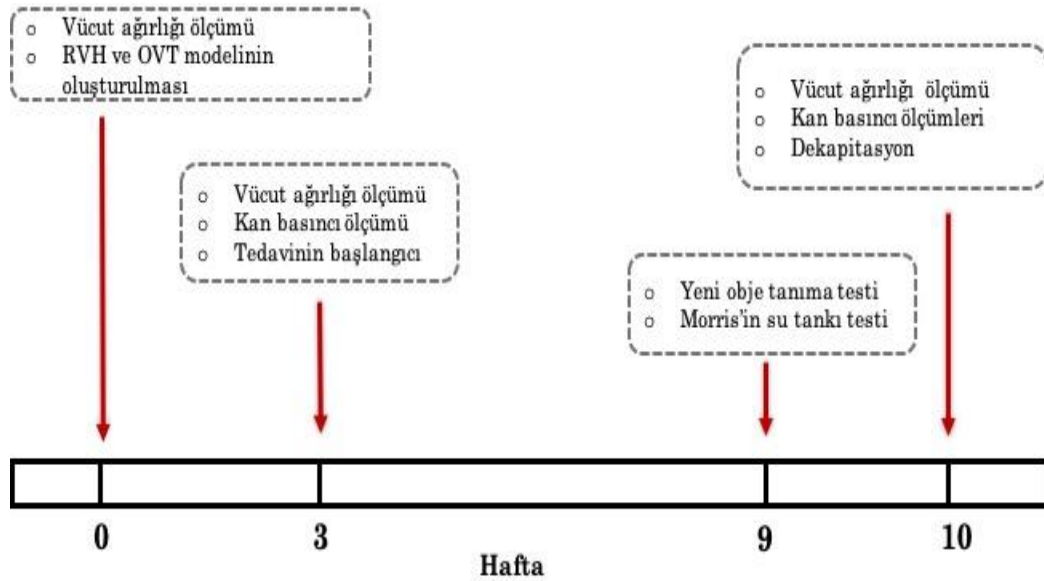 Vücut ağırlığı ölçümü
RVH ve OVT modelinin
oluşturulması
Vücut ağırlığı ölçümü
Kan basıncı ölçümü
Tedavinin başlangıcı
Yeni obje tanıma testi
Morris'in su tankı testi
Vücut ağırlığı ölçümü
Kan basıncı ölçümleri
Dekapitasyon
0 3 9 10
Hafta